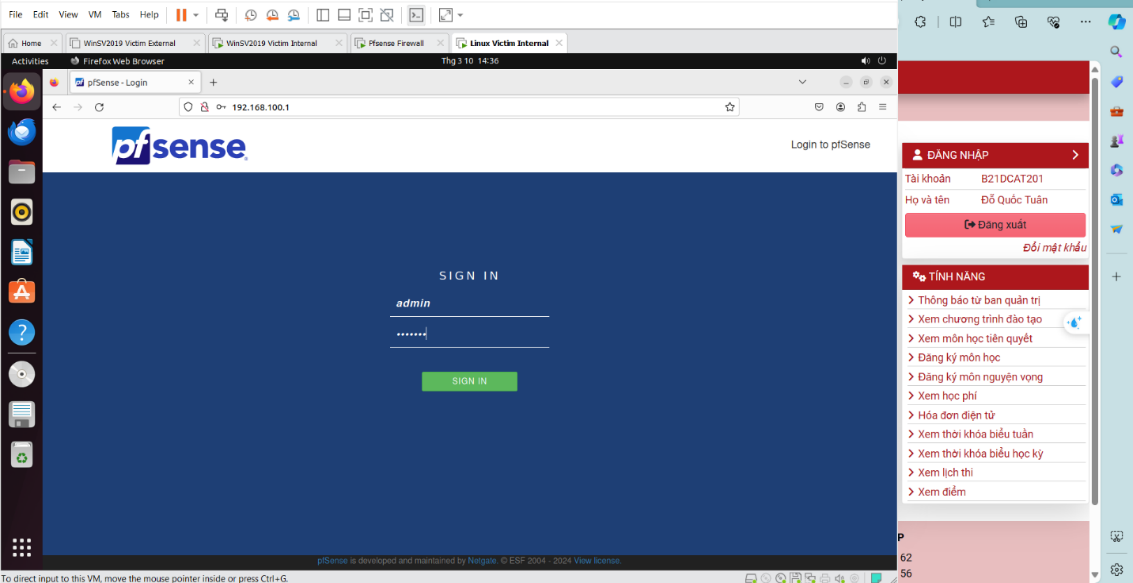 File Edit View VM Tabs Help
Home WinSV2019 Victim External WinSV2019 Victim Internal Pfsense Firewall Linux Victim Internal
Activities Firefox Web Browser Thg 3 10 14:36
pfSense - Login
192.168.100.1
pfsense
Login to pfSense
SIGN IN
admin
•••••••
SIGN IN
pfSense is developed and maintained by Netgate. © ESF 2004 - 2024 View license.
To direct input to this VM, move the mouse pointer inside or press Ctrl+G.
ĐĂNG NHẬP
Tài khoản B21DCAT201
Họ và tên Đỗ Quốc Tuân
Đăng xuất
Đổi mật khẩu
TÍNH NĂNG
Thông báo từ ban quản trị
Xem chương trình đào tạo
Xem môn học tiên quyết
Đăng ký môn học
Đăng ký môn nguyện vọng
Xem học phí
Hóa đơn điện tử
Xem thời khóa biểu tuần
Xem thời khóa biểu học kỳ
Xem lịch thi
Xem điểm
P
62
56